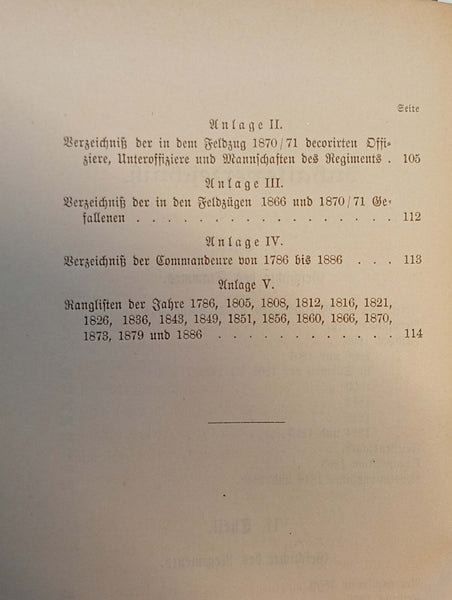 Seite
Anlage II.
Verzeichniß der in dem Feldzug 1870/71 decorirten Offi-
ziere, Unteroffiziere und Mannschaften des Regiments . 105
Anlage III.
Verzeichniß der in den Feldzügen 1866 und 1870/71 Ge-
fallenen . . . . . . . . . . . . . . . . . 112
Anlage IV.
Verzeichniß der Commandeure von 1786 bis 1886 . . . 113
Anlage V.
Ranglisten der Jahre 1786, 1805, 1808, 1812, 1816, 1821,
1826, 1836, 1843, 1849, 1851, 1856, 1860, 1866, 1870,
1873, 1879 und 1886 . . . . . . . . . . . . 114